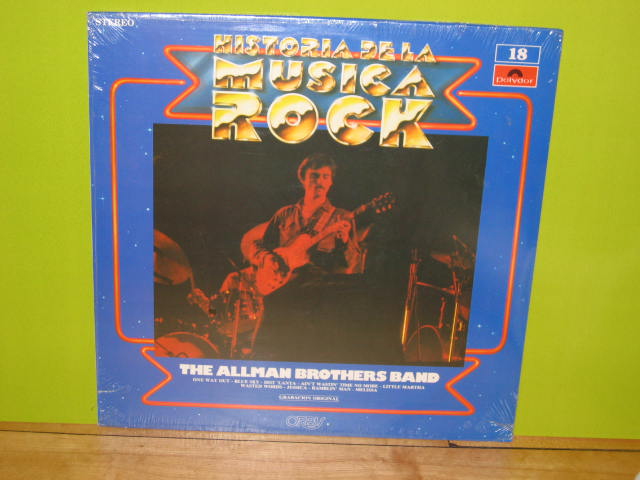 STEREO
HISTORIA DE LA
MUSICA
ROCK
18
Polydor
THE ALLMAN BROTHERS BAND
ONE WAY OUT - BLUE SKY - HOT 'LANTA - AIN'T WASTIN' TIME NO MORE - LITTLE MARTHA
WASTED WORDS - JESSICA - RAMBLIN' MAN - MELISSA
GRABACION ORIGINAL
ORBIS